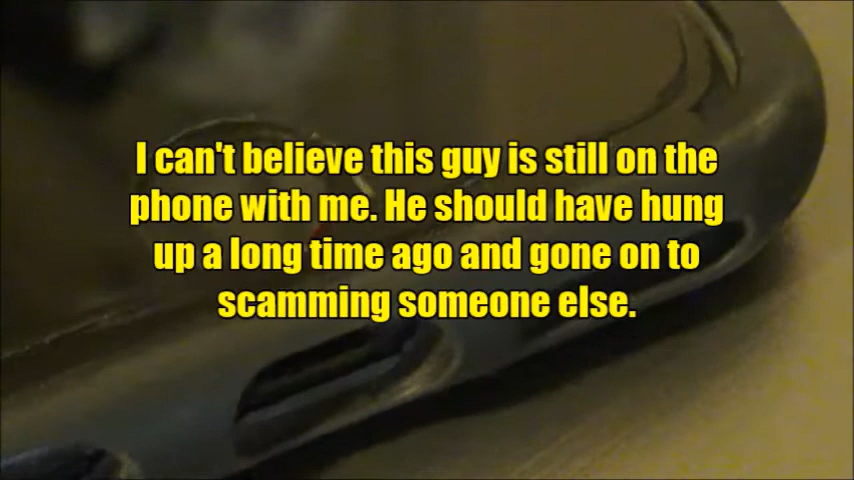 I can't believe this guy is still on the
phone with me. He should have hung
up a long time ago and gone on to
scamming someone else.